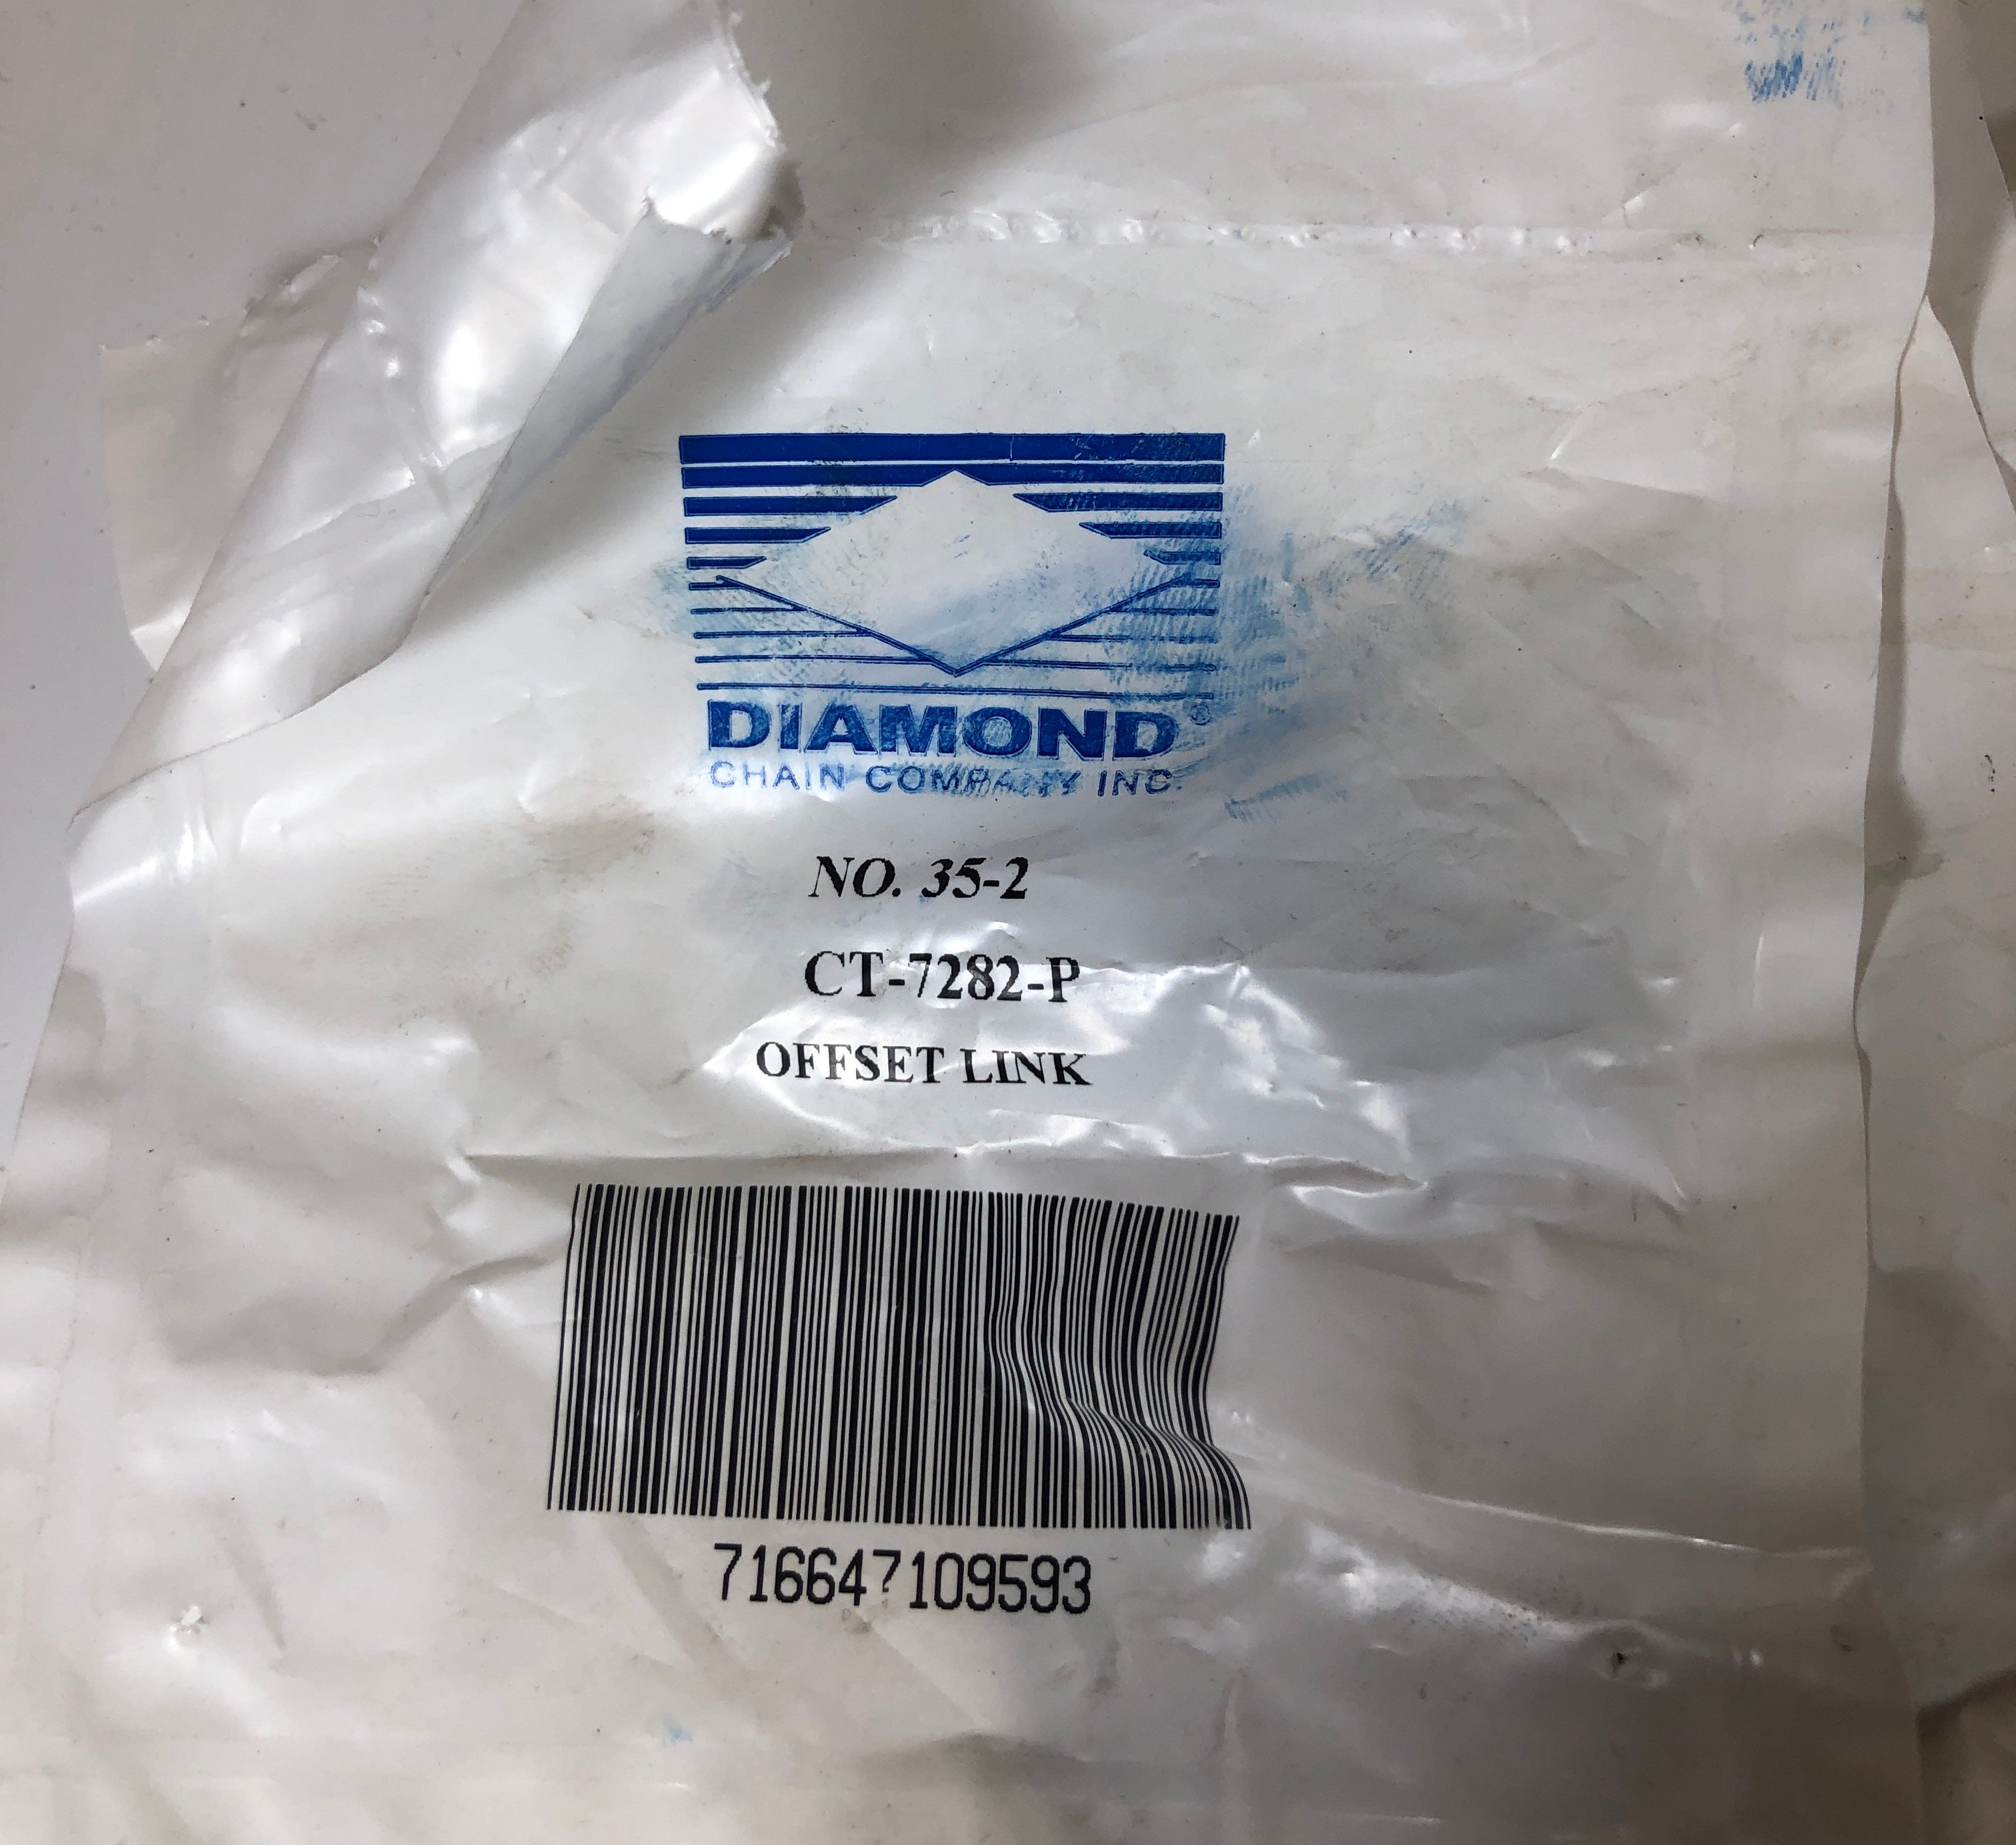 DIAMOND®
CHAIN COMPANY INC.
NO. 35-2
CT-7282-P
OFFSET LINK
716647109593